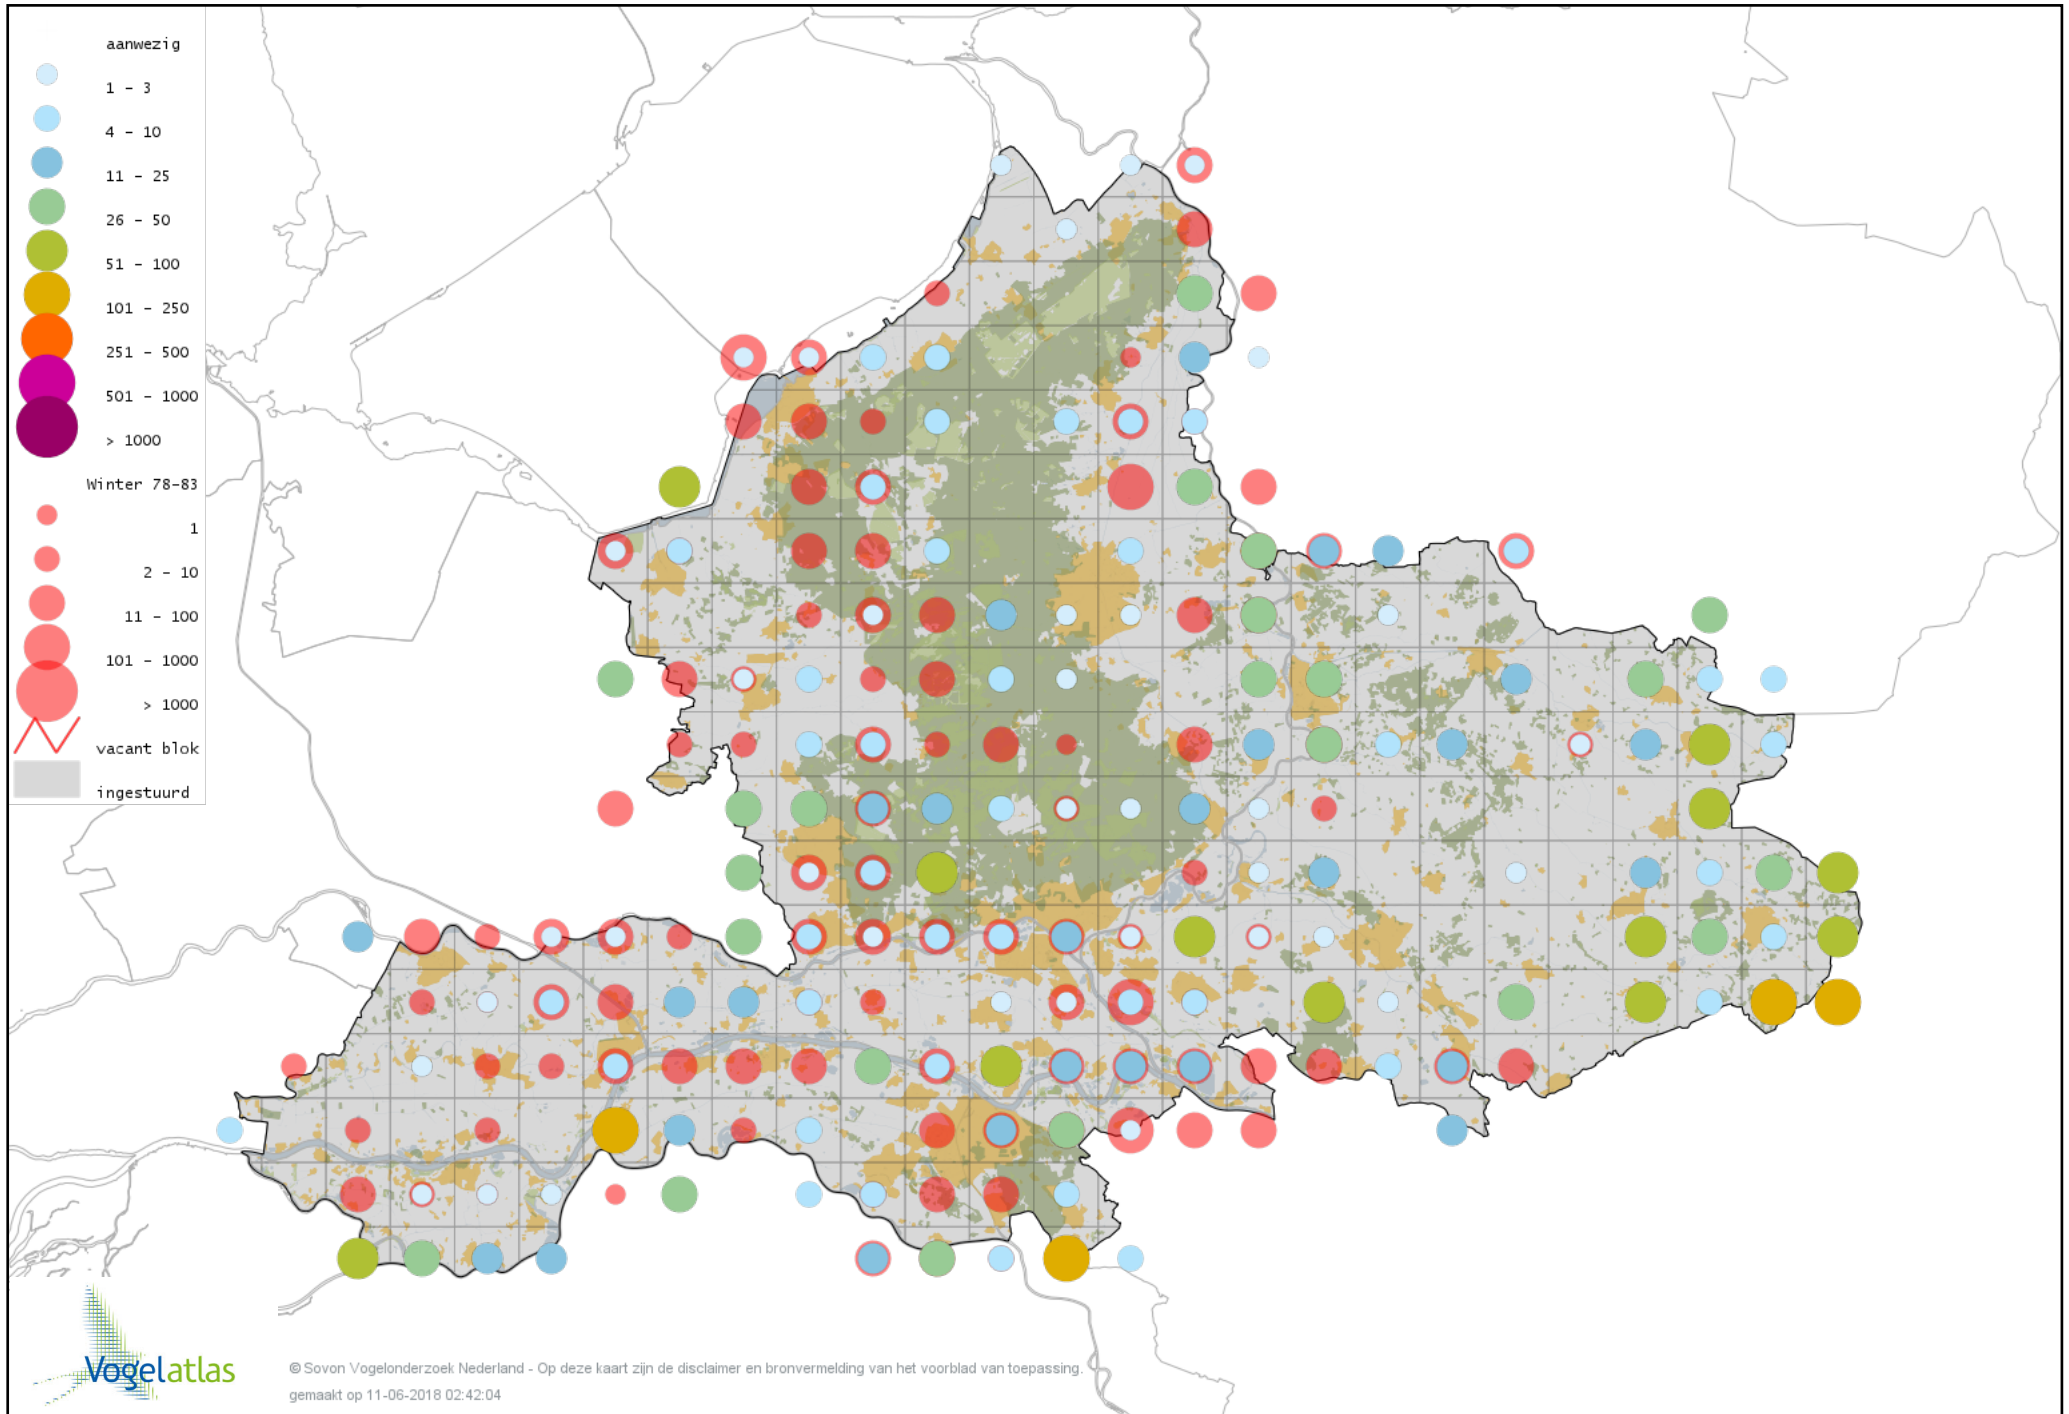 aanwezig
1 - 3
4 - 10
11 - 25
26 - 50
51 - 100
101 - 250
251 - 500
501 - 1000
> 1000
Winter 78-83
1
2 - 10
11 - 100
101 - 1000
> 1000
vacant blok
ingestuurd
Vogelatlas
© Sovon Vogelonderzoek Nederland - Op deze kaart zijn de disclaimer en bronvermelding van het voorblad van toepassing.
gemaakt op 11-06-2018 02:42:04